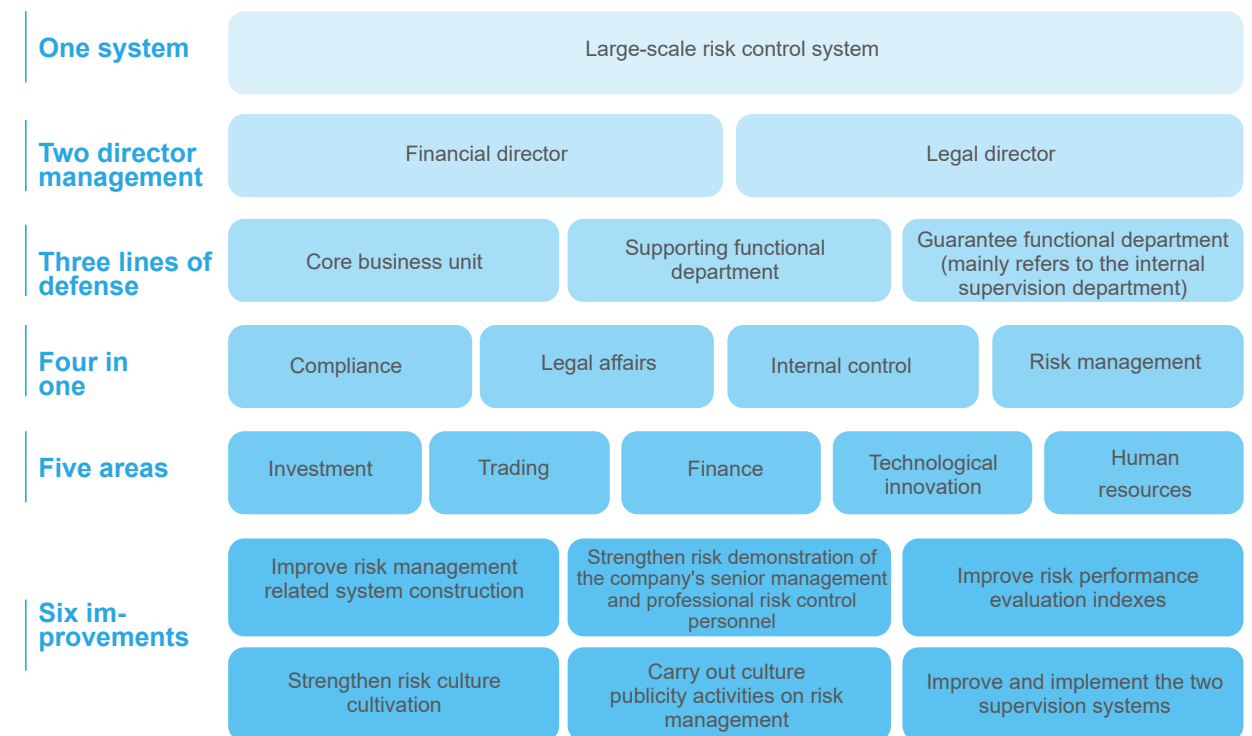 One system
Large-scale risk control system
Two director
management
Financial director
Legal director
Three lines of
defense
Core business unit
Supporting functional
department
Guarantee functional department
(mainly refers to the internal
supervision department)
Four in
one
Compliance
Legal affairs
Internal control
Risk management
Five areas
Investment
Trading
Finance
Technological
innovation
Human
resources
Six im-
provements
Improve risk management
related system construction
Strengthen risk demonstration of
the company's senior management
and professional risk control
personnel
Improve risk performance
evaluation indexes
Strengthen risk culture
cultivation
Carry out culture
publicity activities on risk
management
Improve and implement the two
supervision systems